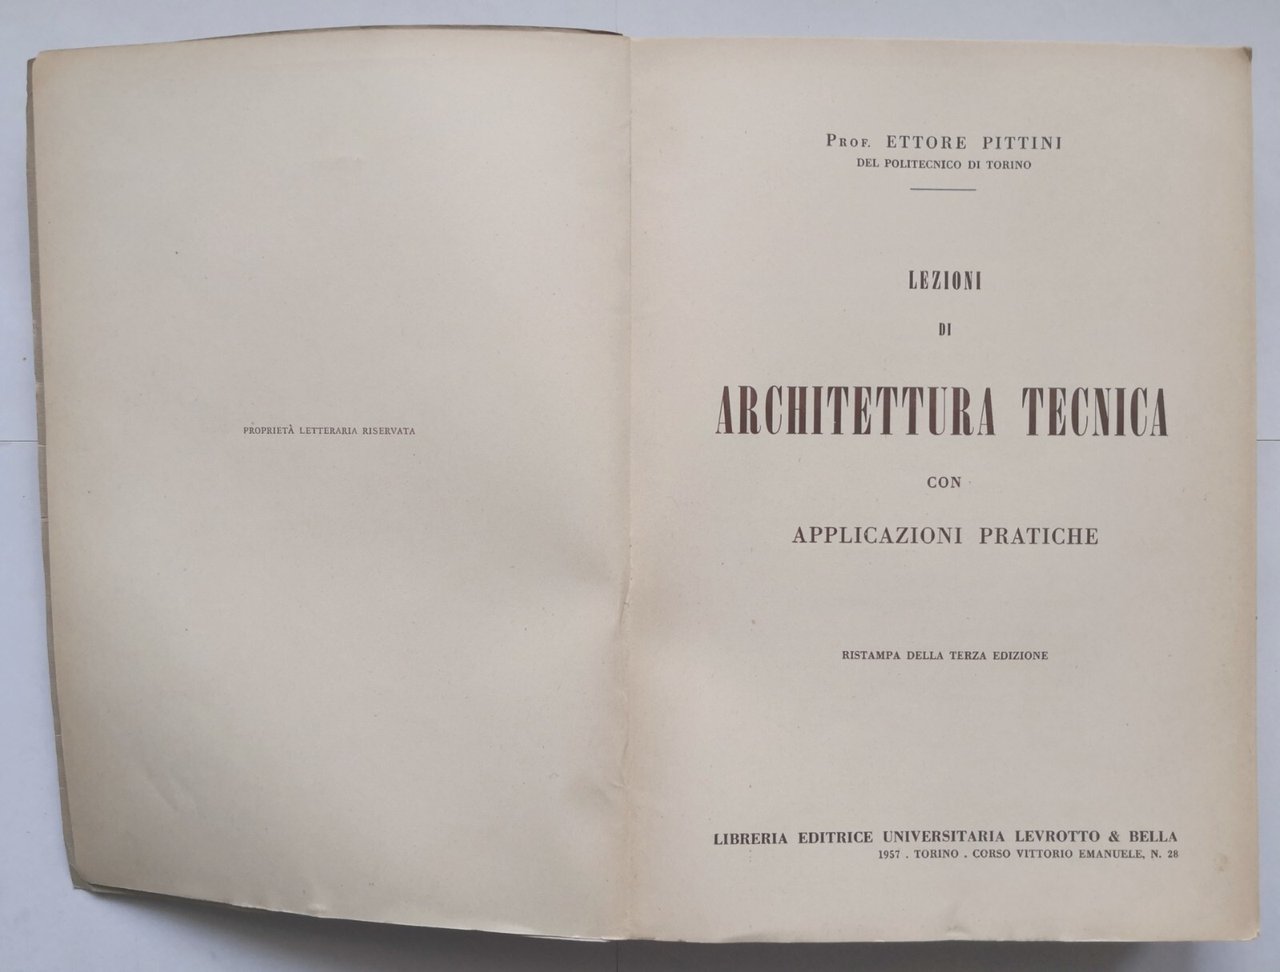 PROPRIETÀ LETTERARIA RISERVATA
PROF. ETTORE PITTINI
DEL POLITECNICO DI TORINO
LEZIONI
DI
ARCHITETTURA TECNICA
CON
APPLICAZIONI PRATICHE
RISTAMPA DELLA TERZA EDIZIONE
LIBRERIA EDITRICE UNIVERSITARIA LEVROTTO & BELLA
1957 . TORINO . CORSO VITTORIO EMANUELE, N. 28